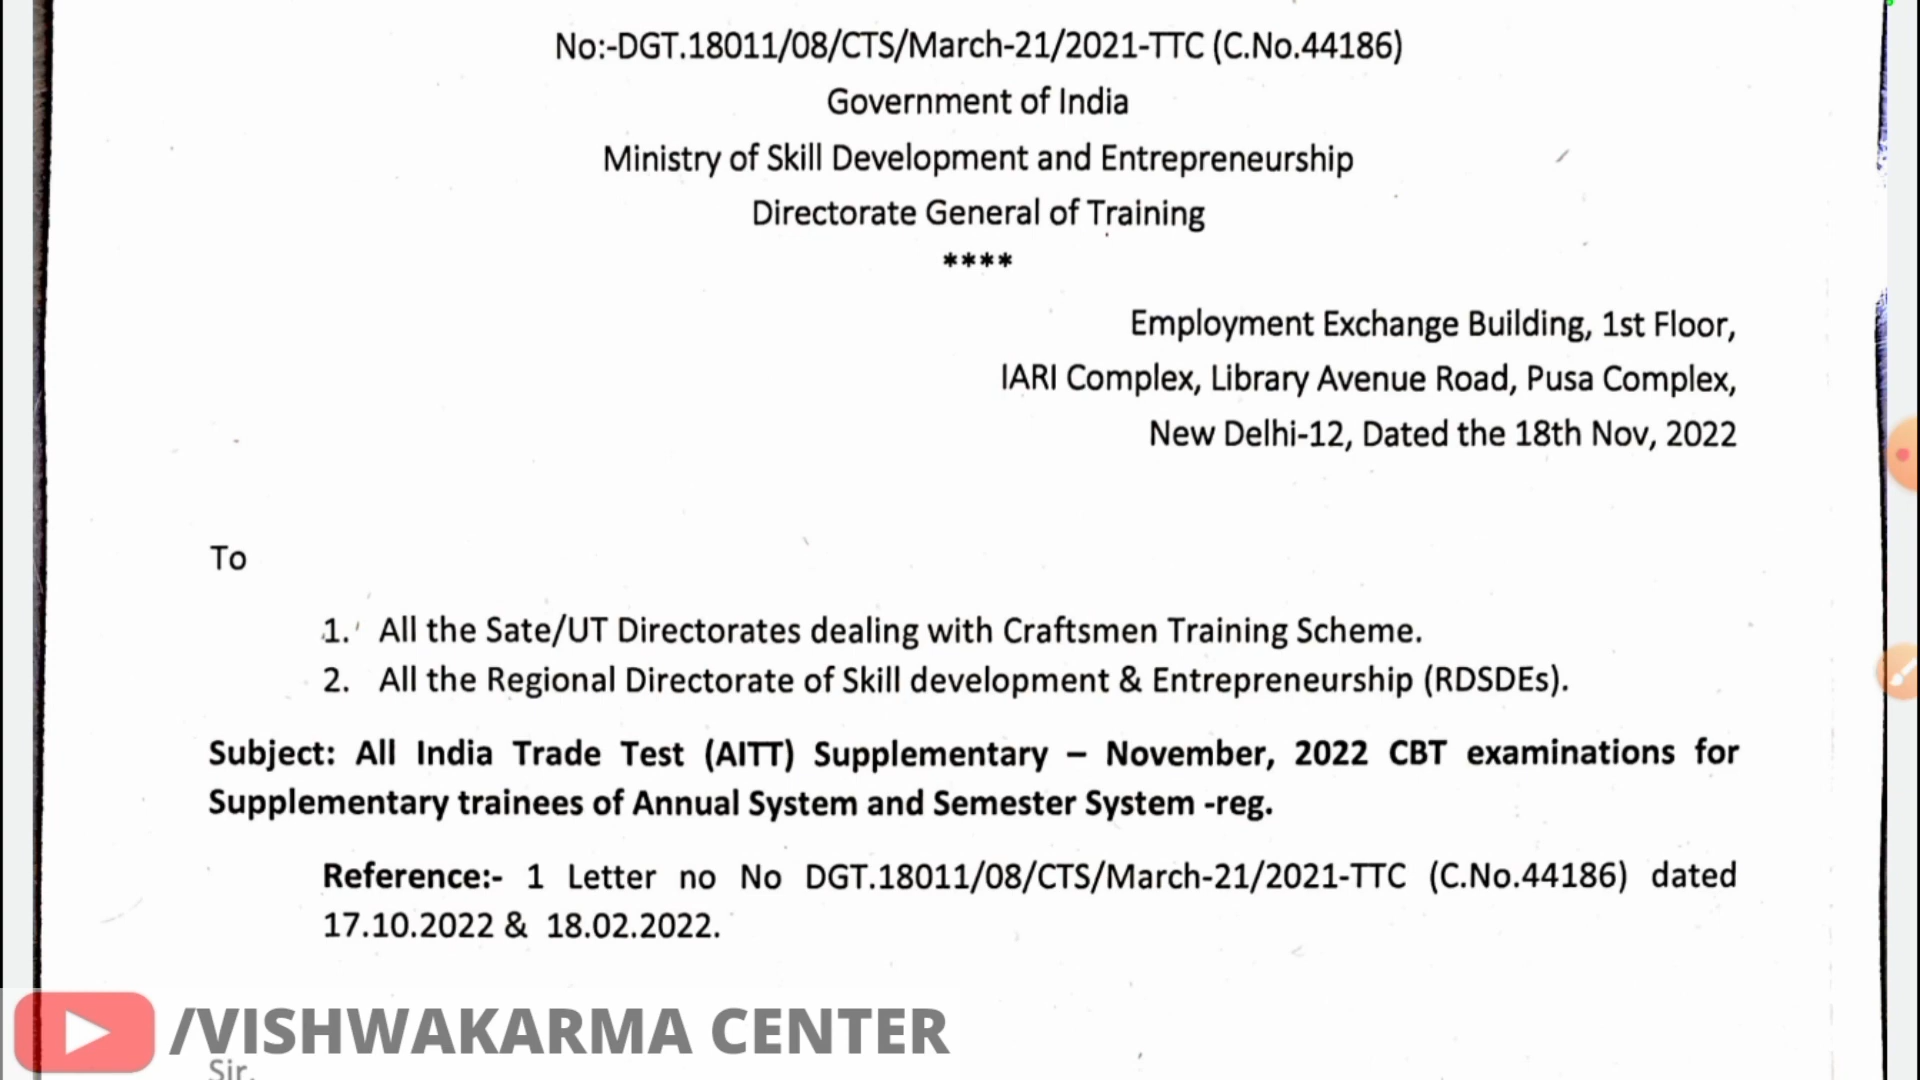 No:-DGT.18011/08/CTS/March-21/2021-TTC (C.No.44186)
Government of India
Ministry of Skill Development and Entrepreneurship
Directorate General of Training
****
Employment Exchange Building, 1st Floor,
IARI Complex, Library Avenue Road, Pusa Complex,
New Delhi-12, Dated the 18th Nov, 2022
To
1. All the Sate/UT Directorates dealing with Craftsmen Training Scheme.
2. All the Regional Directorate of Skill development & Entrepreneurship (RDSDEs).
Subject: All India Trade Test (AITT) Supplementary – November, 2022 CBT examinations for
Supplementary trainees of Annual System and Semester System -reg.
Reference:- 1 Letter no No DGT.18011/08/CTS/March-21/2021-TTC (C.No.44186) dated
17.10.2022 & 18.02.2022.
/VISHWAKARMA CENTER
Sir,